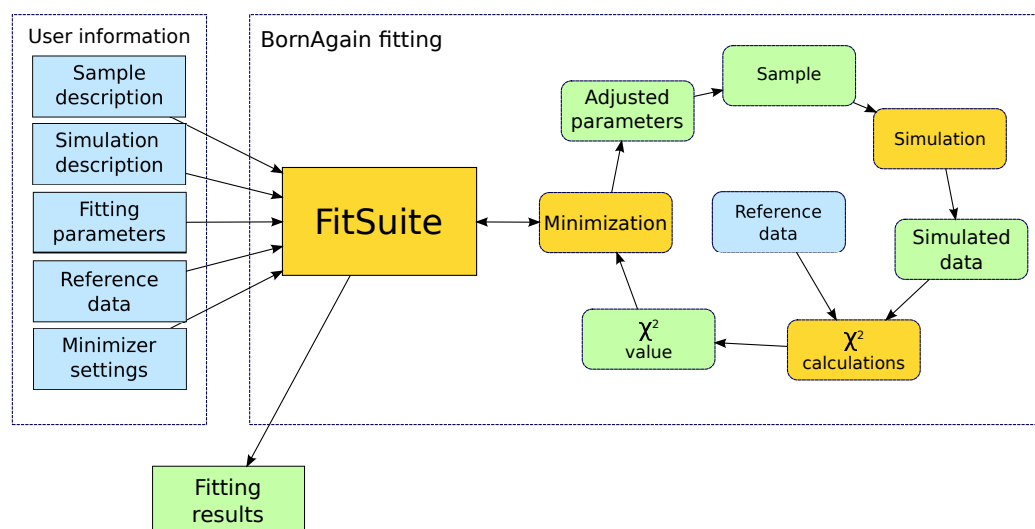 User information
Sample
description
Simulation
description
Fitting
parameters
Reference
data
Minimizer
settings
BornAgain fitting
FitSuite
Minimization
Adjusted
parameters
Sample
Simulation
Reference
data
Simulated
data
χ²
calculations
χ²
value
Fitting
results